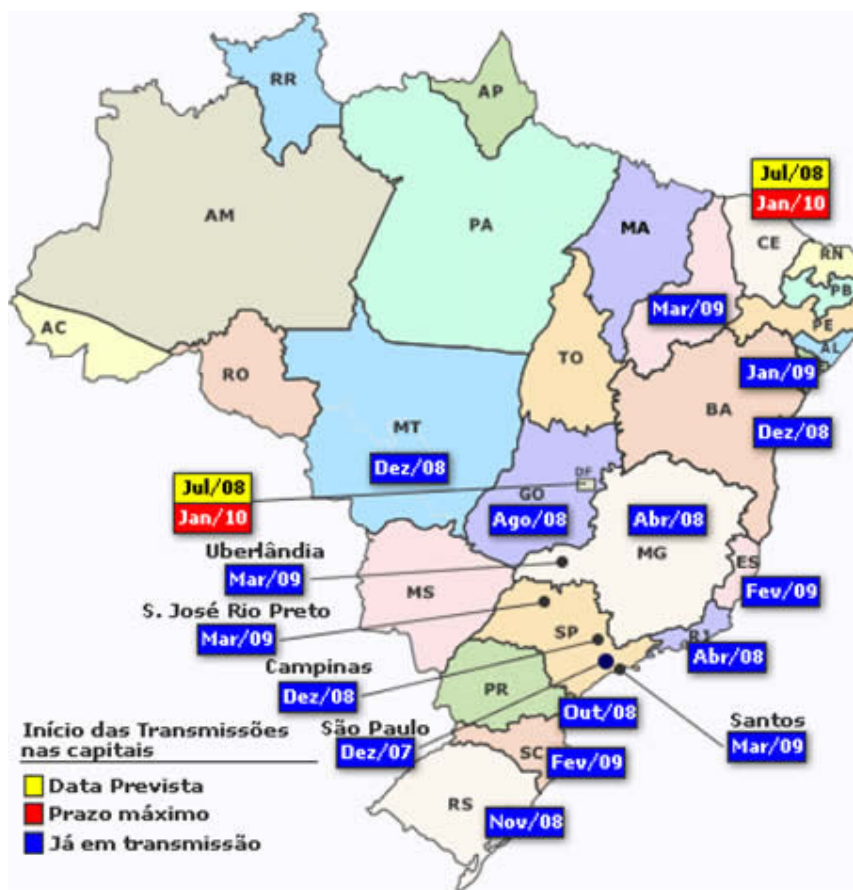 RR
AP
Jul/08
Jan/10
AM
PA
MA
CE
RN
PB
Mar/09
PE
AC
AL
TO
Jan/09
RO
BA
MT
Dez/08
Dez/08
DF
Jul/08
GO
Jan/10
Ago/08
Abr/08
Uberlândia
MG
ES
Mar/09
MS
Fev/09
S. José Rio Preto
SP
RJ
Mar/09
Abr/08
Campinas
PR
Dez/08
Out/08
Santos
São Paulo
Início das Transmissões
nas capitais
Dez/07
Mar/09
SC
Fev/09
Data Prevista
RS
Prazo máximo
Nov/08
Já em transmissão